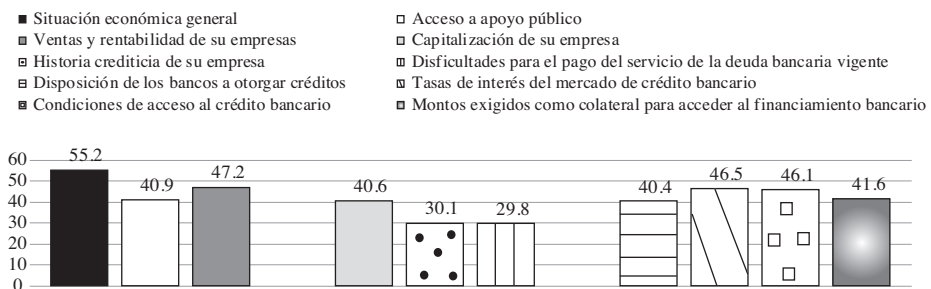 Situación económica general
Acceso a apoyo público
Ventas y rentabilidad de su empresas
Capitalización de su empresa
Historia crediticia de su empresa
Disficultades para el pago del servicio de la deuda bancaria vigente
Disposición de los bancos a otorgar créditos
Tasas de interés del mercado de crédito bancario
Condiciones de acceso al crédito bancario
Montos exigidos como colateral para acceder al financiamiento bancario
60
50
40
30
20
10
0
55.2
40.9
47.2
40.6
30.1
29.8
40.4
46.5
46.1
41.6